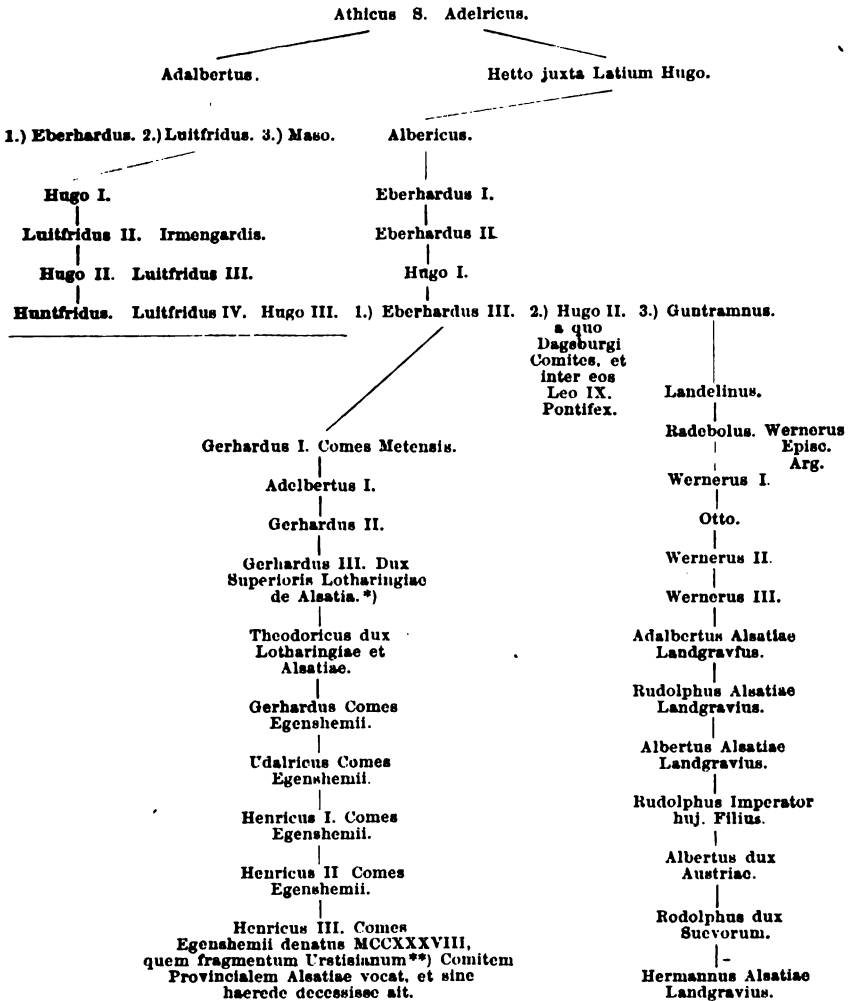 Athicus S. Adelricus.
Adalbertus.
Hetto juxta Latium Hugo.
1.) Eberhardus. 2.) Luitfridus. 3.) Maso.
Albericus.
Hugo I.
Eberhardus I.
Luitfridus II. Irmengardis.
Eberhardus II.
Hugo II. Luitfridus III.
Hugo I.
Huntfridus. Luitfridus IV. Hugo III. 1.) Eberhardus III. 2.) Hugo II. 3.) Guntramnus.
a quo
Dagsburgi
Comites, et
inter eos
Leo IX.
Pontifex.
Gerhardus I. Comes Metensis.
Adelbertus I.
Gerhardus II.
Gerhardus III. Dux
Superioris Lotharingiae
de Alsatia.*)
Theodoricus dux
Lotharingiae et
Alsatiae.
Gerhardus Comes
Egenshemii.
Udalricus Comes
Egenshemii.
Henricus I. Comes
Egenshemii.
Henricus II Comes
Egenshemii.
Henricus III. Comes
Egenshemii denatus MCCXXXVIII,
quem fragmentum Urstisianum**) Comitem
Provincialem Alsatiae vocat, et sine
haerede decessisse ait.
Landelinus.
Radebolus. Wernerus
Episc.
Arg.
Wernerus I.
Otto.
Wernerus II.
Wernerus III.
Adalbertus Alsatiae
Landgravius.
Rudolphus Alsatiae
Landgravius.
Albertus Alsatiae
Landgravius.
Rudolphus Imperator
huj. Filius.
Albertus dux
Austriae.
Rodolphus dux
Suevorum.
Hermannus Alsatiae
Landgravius.